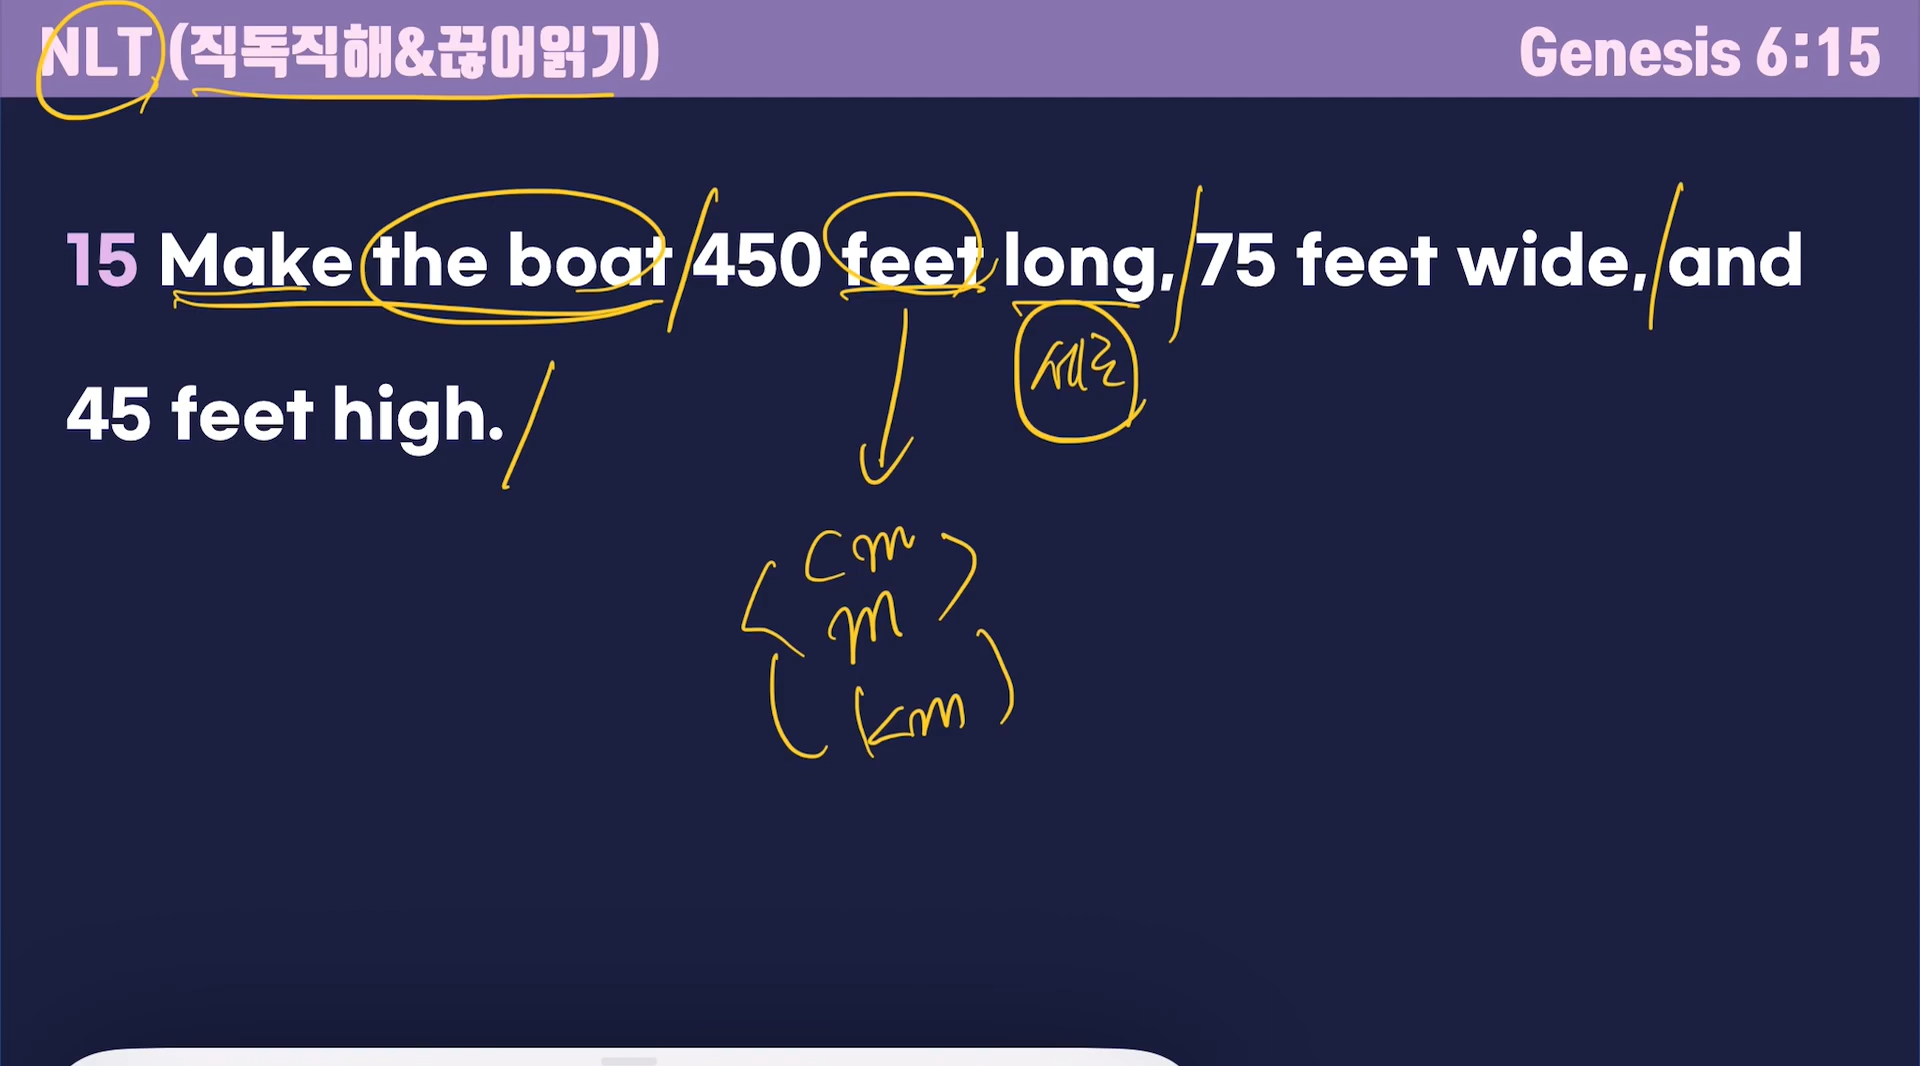 NLT (직독직해&끊어읽기)
Genesis 6:15
15 Make the boat / 450 feet long, / 75 feet wide, / and
세로
45 feet high. /
cm
m
km